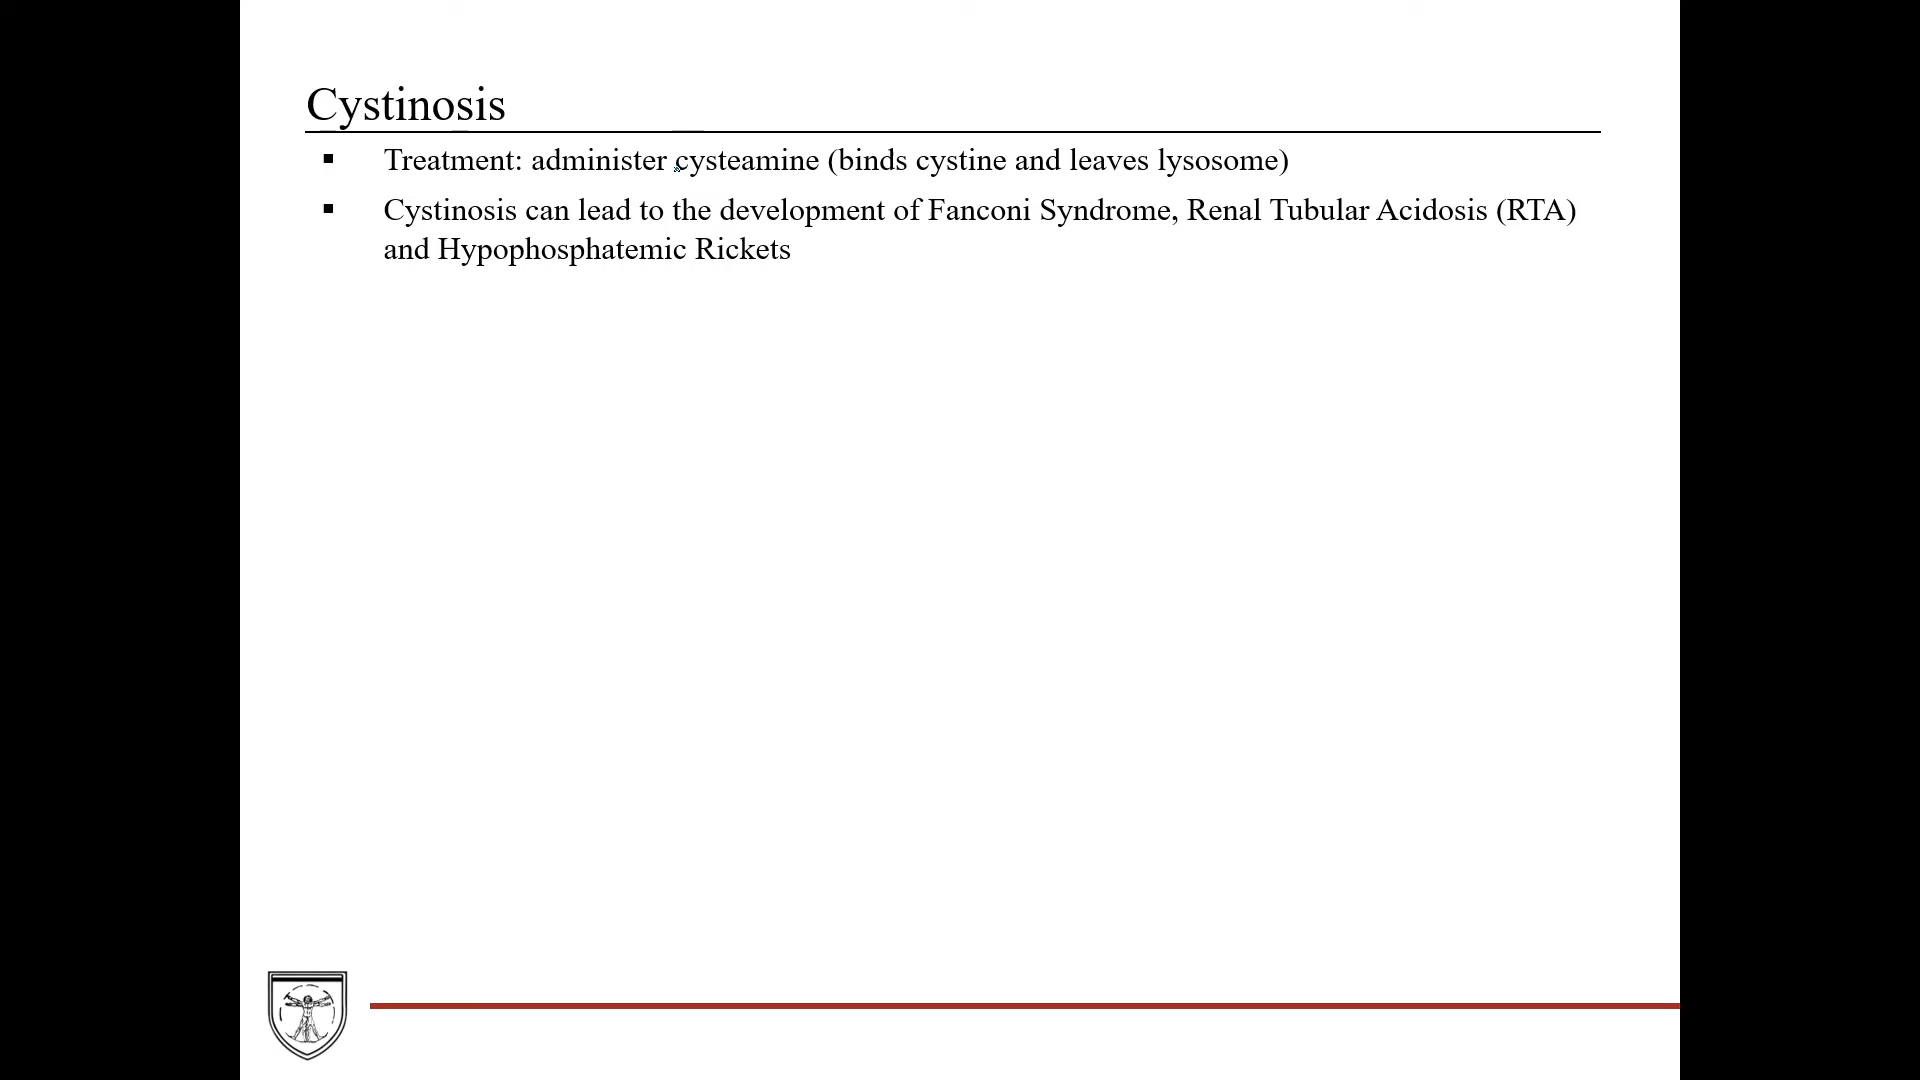 Cystinosis
▪ Treatment: administer cysteamine (binds cystine and leaves lysosome)
▪ Cystinosis can lead to the development of Fanconi Syndrome, Renal Tubular Acidosis (RTA)
and Hypophosphatemic Rickets